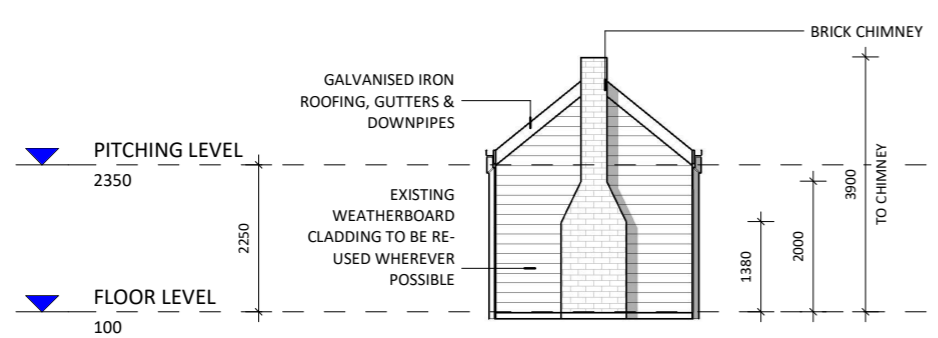 BRICK CHIMNEY
GALVANISED IRON
ROOFING, GUTTERS &
DOWNPIPES
PITCHING LEVEL
2350
EXISTING
WEATHERBOARD
CLADDING TO BE RE-
USED WHEREVER
POSSIBLE
2250
1380
2000
3900
TO CHIMNEY
FLOOR LEVEL
100